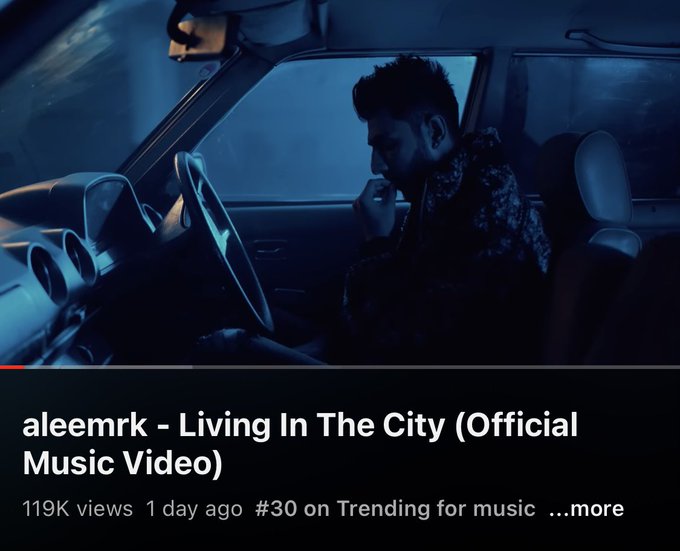 aleemrk - Living In The City (Official
Music Video)
119K views 1 day ago #30 on Trending for music ...more